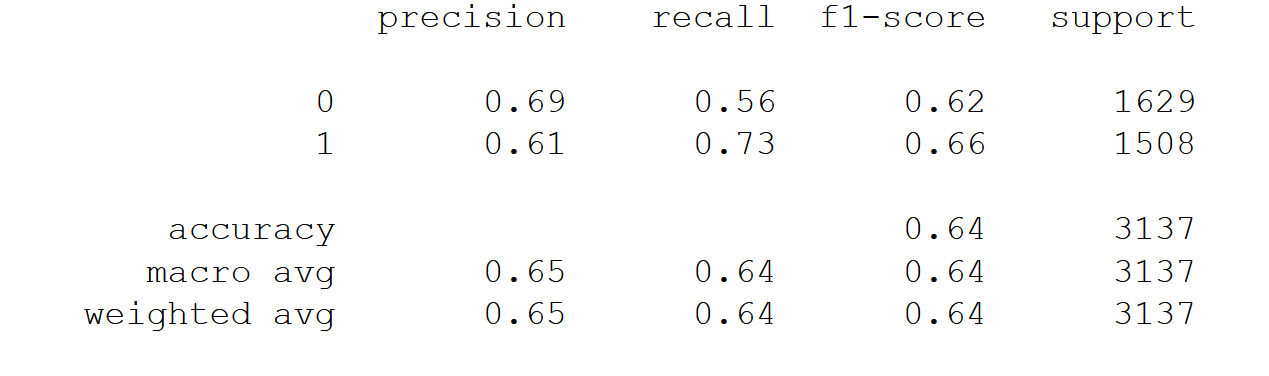 precision recall f1-score support
0 0.69 0.56 0.62 1629
1 0.61 0.73 0.66 1508
accuracy 0.64 3137
macro avg 0.65 0.64 0.64 3137
weighted avg 0.65 0.64 0.64 3137